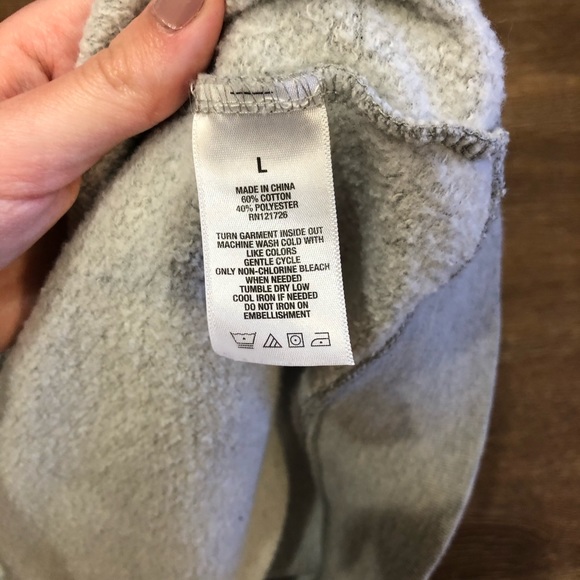 L
MADE IN CHINA
60% COTTON
40% POLYESTER
RN121726
TURN GARMENT INSIDE OUT
MACHINE WASH COLD WITH
LIKE COLORS
GENTLE CYCLE
ONLY NON-CHLORINE BLEACH
WHEN NEEDED
TUMBLE DRY LOW
COOL IRON IF NEEDED
DO NOT IRON ON
EMBELLISHMENT